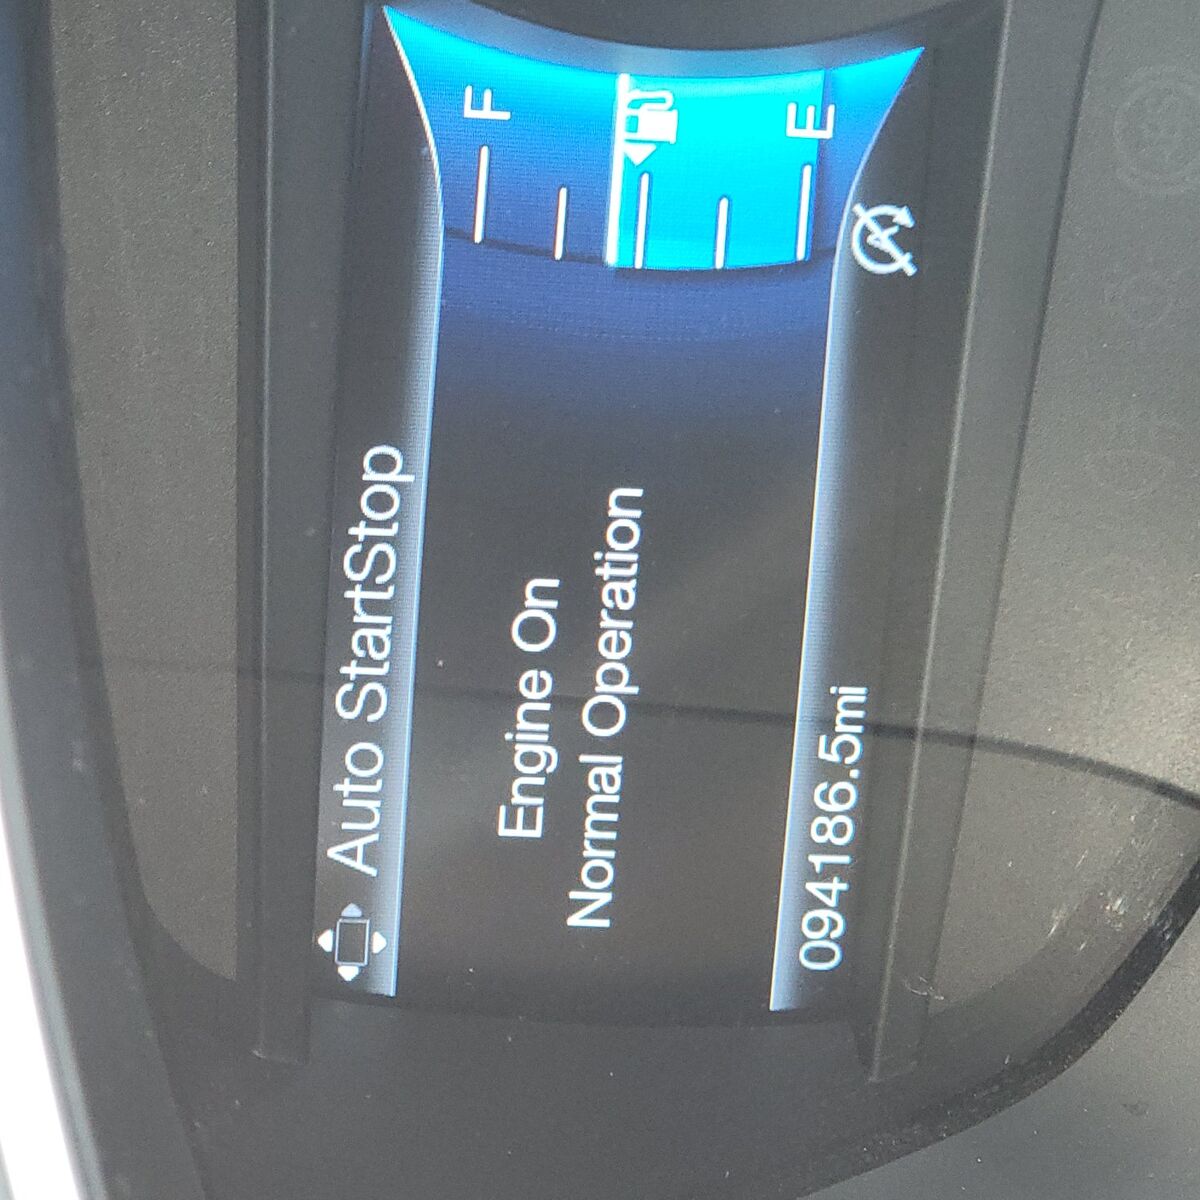 Auto StartStop
Engine On
Normal Operation
F
E
094186.5mi
A